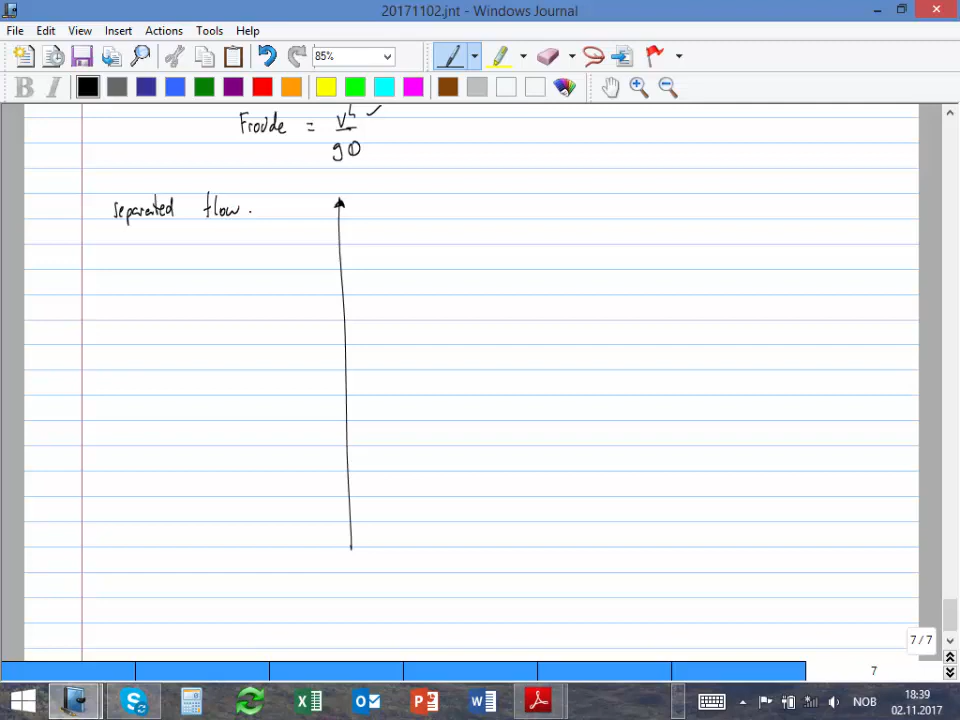 20171102.jnt - Windows Journal
File Edit View Insert Actions Tools Help
85%
B I
Froude = v²
gD
separated flow.
7 / 7
7
NOB
18:39
02.11.2017